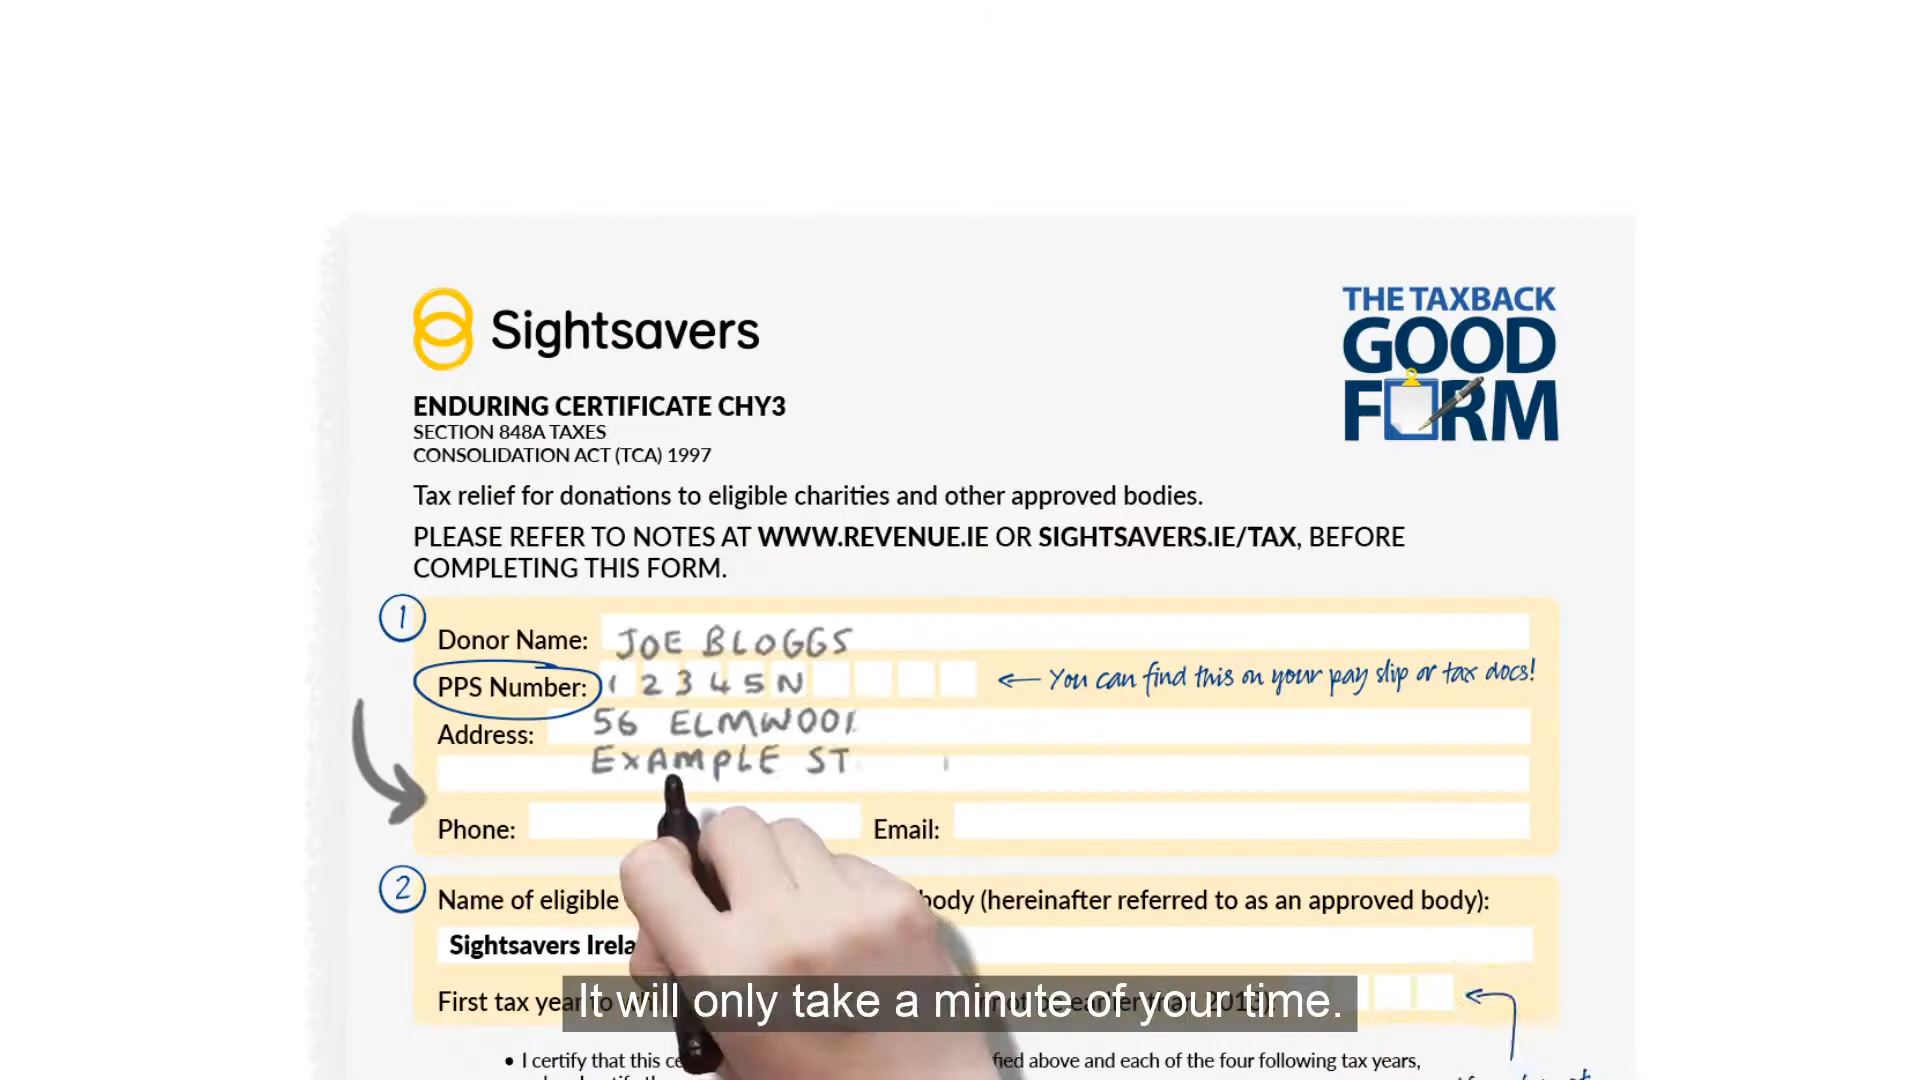 Sightsavers
THE TAXBACK
GOOD
FORM
ENDURING CERTIFICATE CHY3
SECTION 848A TAXES
CONSOLIDATION ACT (TCA) 1997
Tax relief for donations to eligible charities and other approved bodies.
PLEASE REFER TO NOTES AT WWW.REVENUE.IE OR SIGHTSAVERS.IE/TAX, BEFORE
COMPLETING THIS FORM.
1
Donor Name: JOE BLOGGS
PPS Number: 1 2 3 4 5 N ← You can find this on your pay slip or tax docs!
Address: 56
EXAMPLE ST
Phone: Email:
2
Name of eligible body (hereinafter referred to as an approved body):
Sightsavers
First tax year
It will only take a minute of your time.
• I certify that this above and each of the four following tax years,